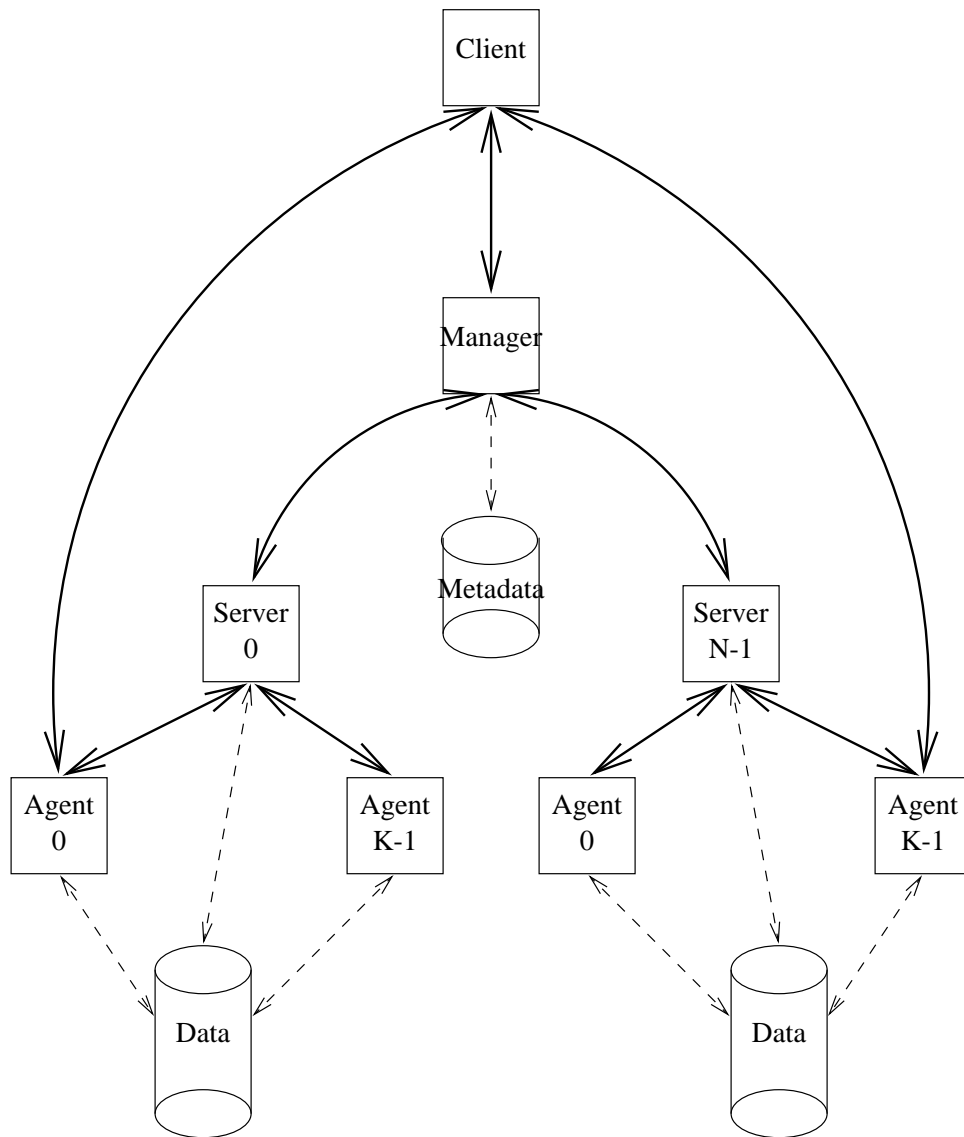 Client
Manager
Metadata
Server
0
Server
N-1
Agent
0
Agent
K-1
Agent
0
Agent
K-1
Data
Data